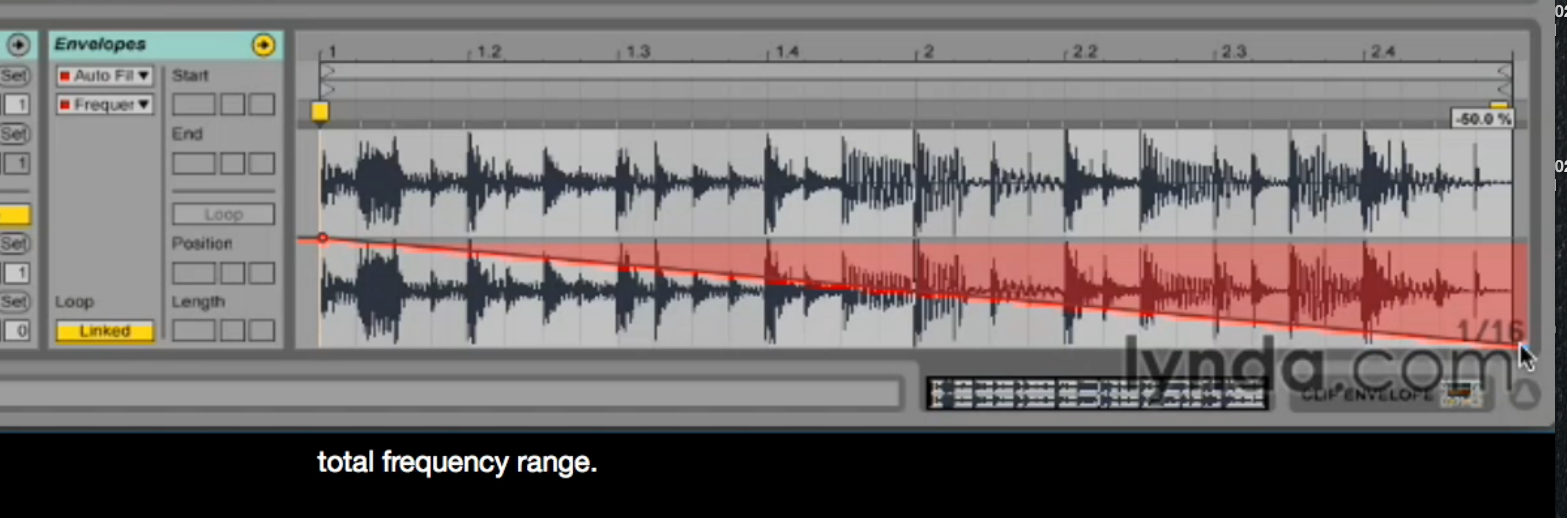 02
Envelopes
1 1.2 1.3 1.4 2 2.2 2.3 2.4
Set
Auto Fil
Start
1
Frequer
-50.0 %
Set
End
1
02
Loop
Set
Position
1
Set
Loop
Length
0
Linked
1/16
lynda.com
CLIP ENVELOPE
total frequency range.